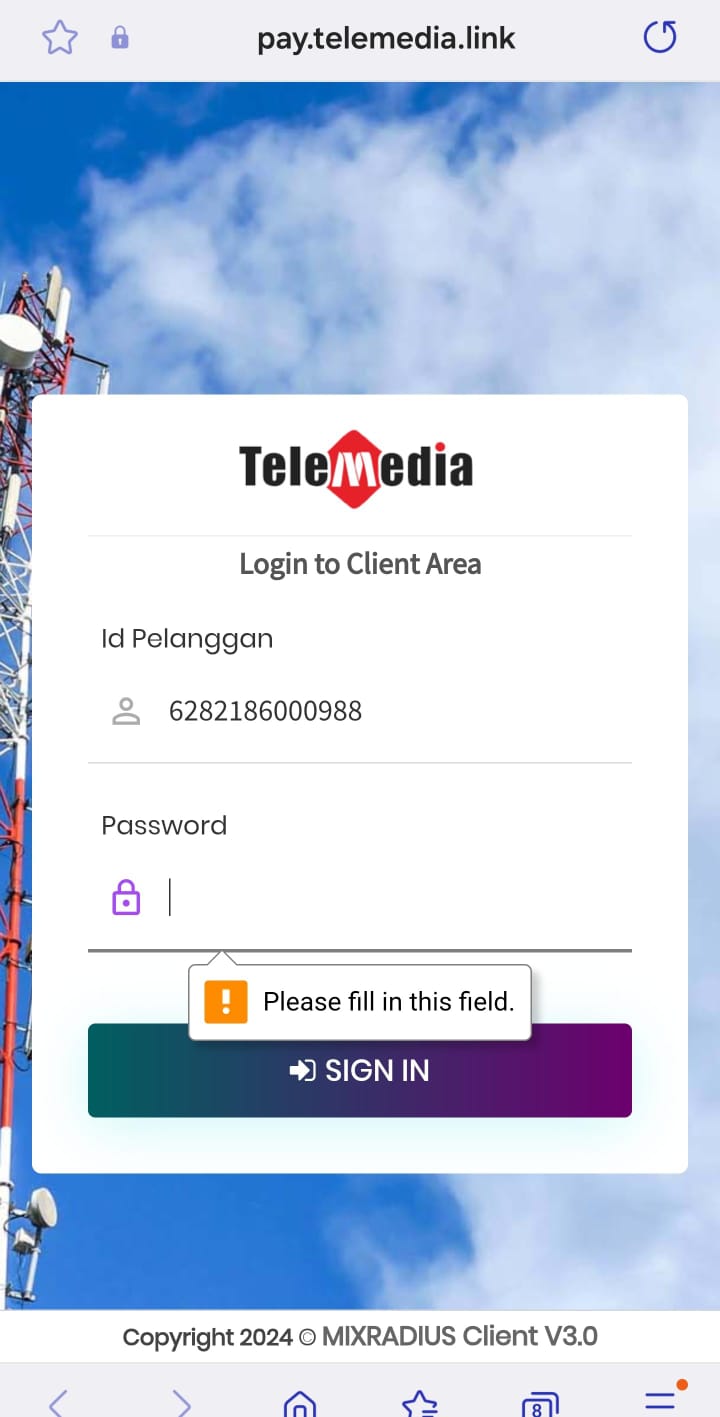 pay.telemedia.link
TeleMedia
Login to Client Area
Id Pelanggan
6282186000988
Password
Please fill in this field.
SIGN IN
Copyright 2024 © MIXRADIUS Client V3.0
8